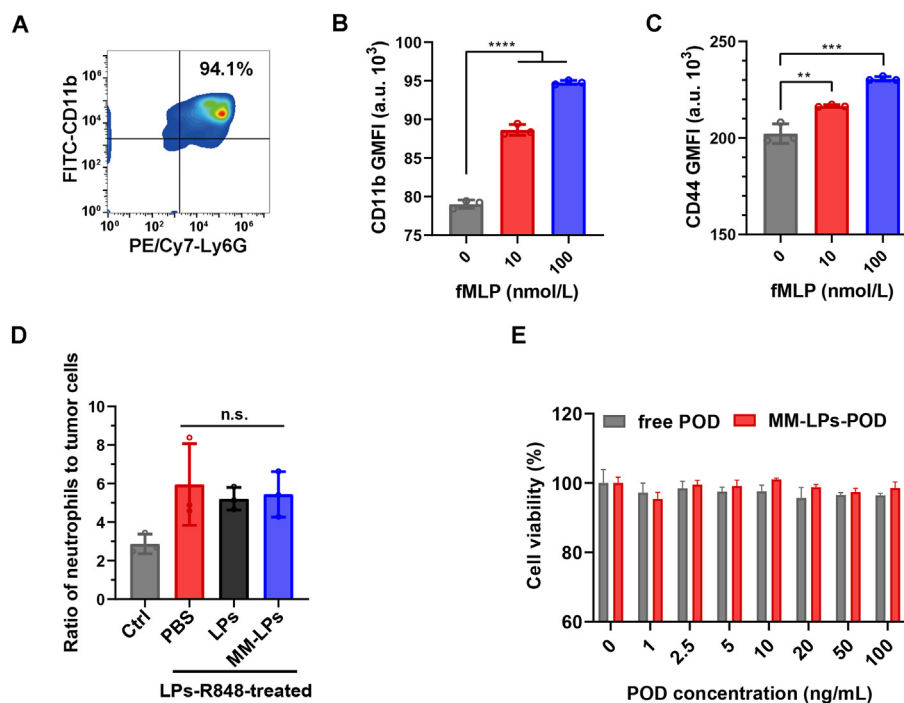 A
94.1%
FITC-CD11b
10⁶
10⁴
10²
10⁰
10⁰ 10² 10⁴ 10⁶
PE/Cy7-Ly6G
B
CD11b GMFI (a.u. 10³)
100
95
90
85
80
75
****
0 10 100
fMLP (nmol/L)
C
CD44 GMFI (a.u. 10³)
250
200
150
***
**
0 10 100
fMLP (nmol/L)
D
Ratio of neutrophils to tumor cells
10
8
6
4
2
0
n.s.
Ctrl PBS LPs MM-LPs
LPs-R848-treated
E
Cell viability (%)
120
100
80
60
free POD MM-LPs-POD
0 1 2.5 5 10 20 50 100
POD concentration (ng/mL)